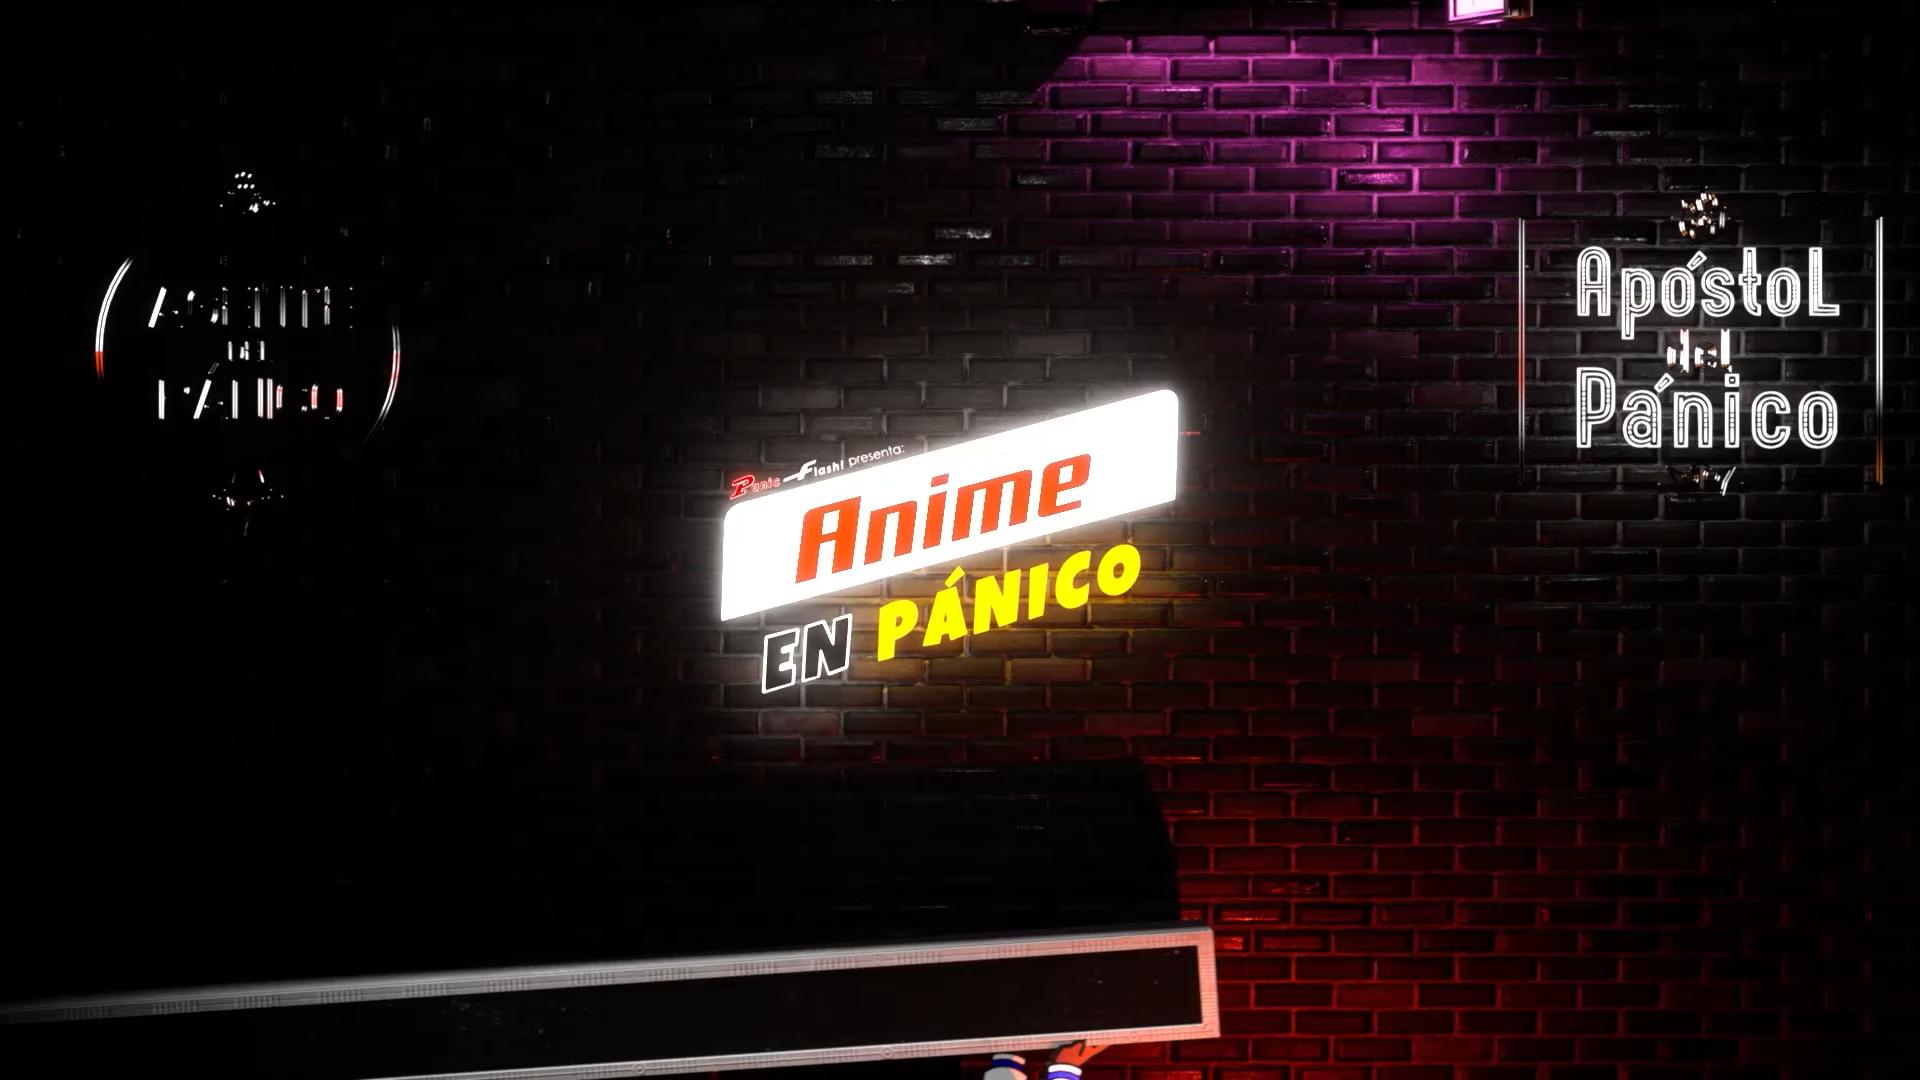 Panic Flash! presenta:
Anime
EN PÁNICO
Apóstol
del
Pánico